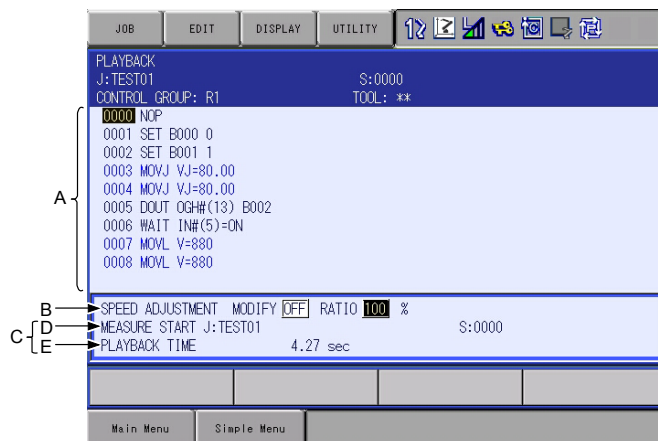 JOB EDIT DISPLAY UTILITY
PLAYBACK
J:TEST01 S:0000
CONTROL GROUP: R1 TOOL: **
0000 NOP
0001 SET B000 0
0002 SET B001 1
0003 MOVJ VJ=80.00
0004 MOVJ VJ=80.00
0005 DOUT OGH#(13) B002
0006 WAIT IN#(5)=ON
0007 MOVL V=880
0008 MOVL V=880
A
B SPEED ADJUSTMENT MODIFY OFF RATIO 100 %
C D MEASURE START J:TEST01 S:0000
E PLAYBACK TIME 4.27 sec
Main Menu Simple Menu